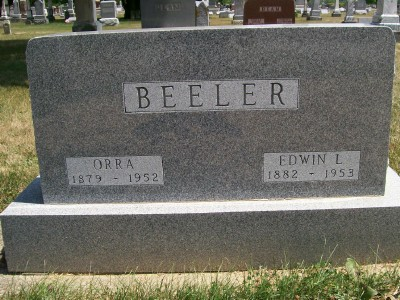 BEELER
ORRA
1879 - 1952
EDWIN L.
1882 - 1953